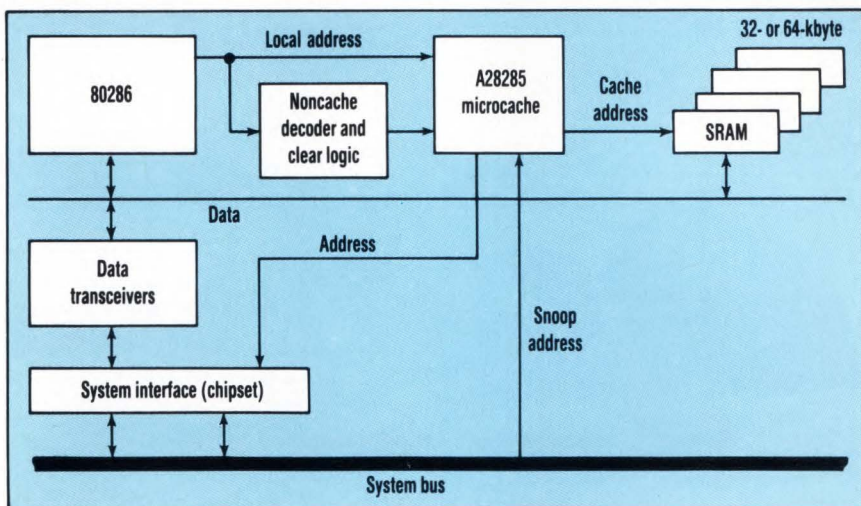 32- or 64-kbyte
Local address
80286
A28285
microcache
Cache
address
Noncache
decoder and
clear logic
SRAM
Data
Address
Data
transceivers
Snoop
address
System interface (chipset)
System bus